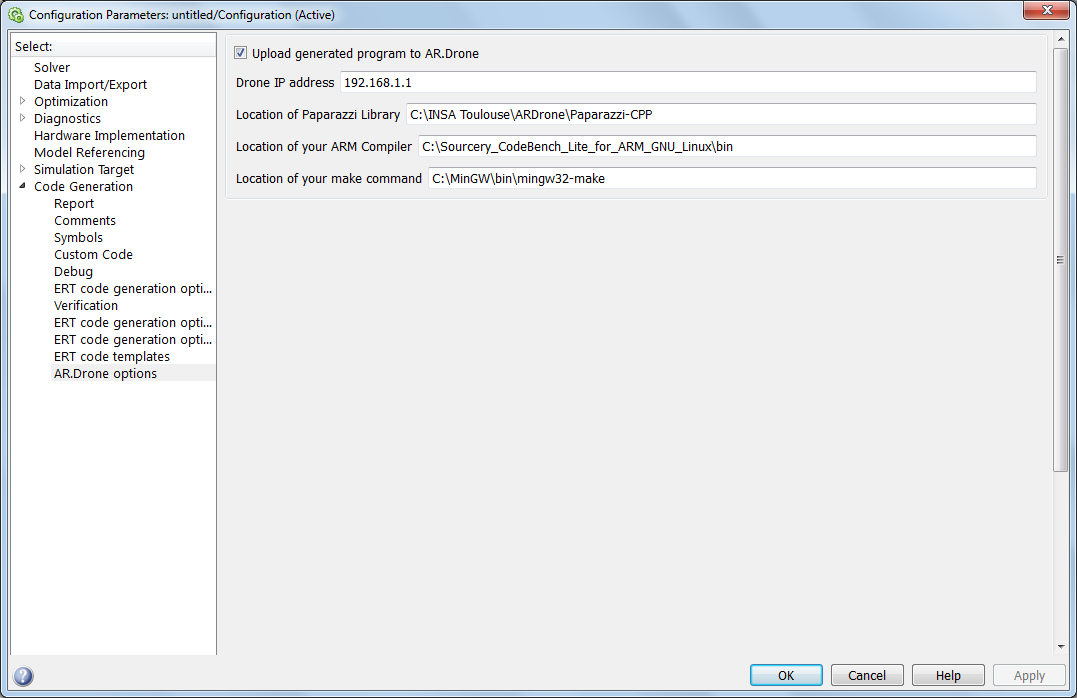 Configuration Parameters: untitled/Configuration (Active)
Select:
Solver
Data Import/Export
Optimization
Diagnostics
Hardware Implementation
Model Referencing
Simulation Target
Code Generation
Report
Comments
Symbols
Custom Code
Debug
ERT code generation opti...
Verification
ERT code generation opti...
ERT code generation opti...
ERT code templates
AR.Drone options
Upload generated program to AR.Drone
Drone IP address 192.168.1.1
Location of Paparazzi Library C:\INSA Toulouse\ARDrone\Paparazzi-CPP
Location of your ARM Compiler C:\Sourcery_CodeBench_Lite_for_ARM_GNU_Linux\bin
Location of your make command C:\MinGW\bin\mingw32-make
? OK Cancel Help Apply